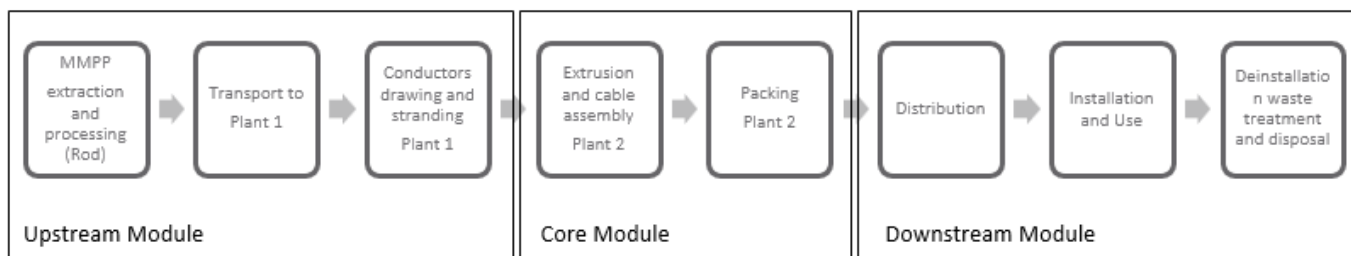 MMPP
extraction
and
processing
(Rod)
Transport to
Plant 1
Conductors
drawing and
stranding
Plant 1
Upstream Module
Extrusion
and cable
assembly
Plant 2
Packing
Plant 2
Core Module
Distribution
Installation
and Use
Deinstallatio
n waste
treatment
and disposal
Downstream Module